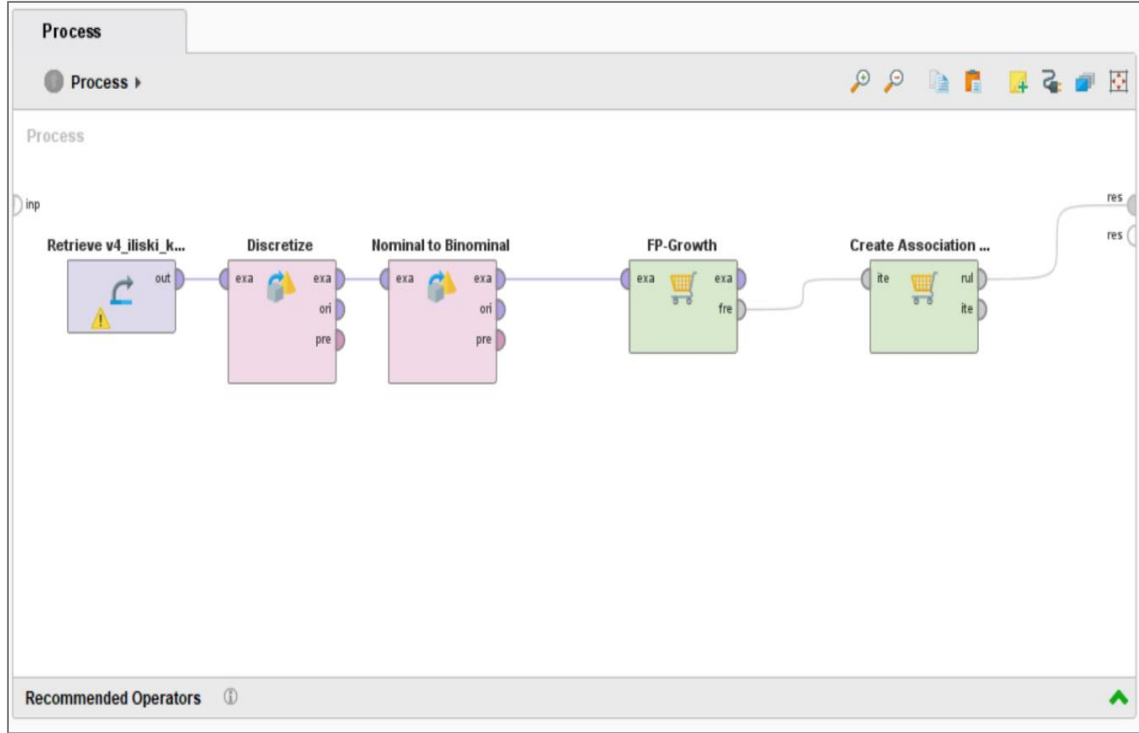 Process
Process
Process
inp
res
res
Retrieve v4_iliski_k...
Discretize
Nominal to Binominal
FP-Growth
Create Association ...
out
exa
exa
ori
pre
exa
exa
ori
pre
exa
exa
fre
ite
rul
ite
Recommended Operators